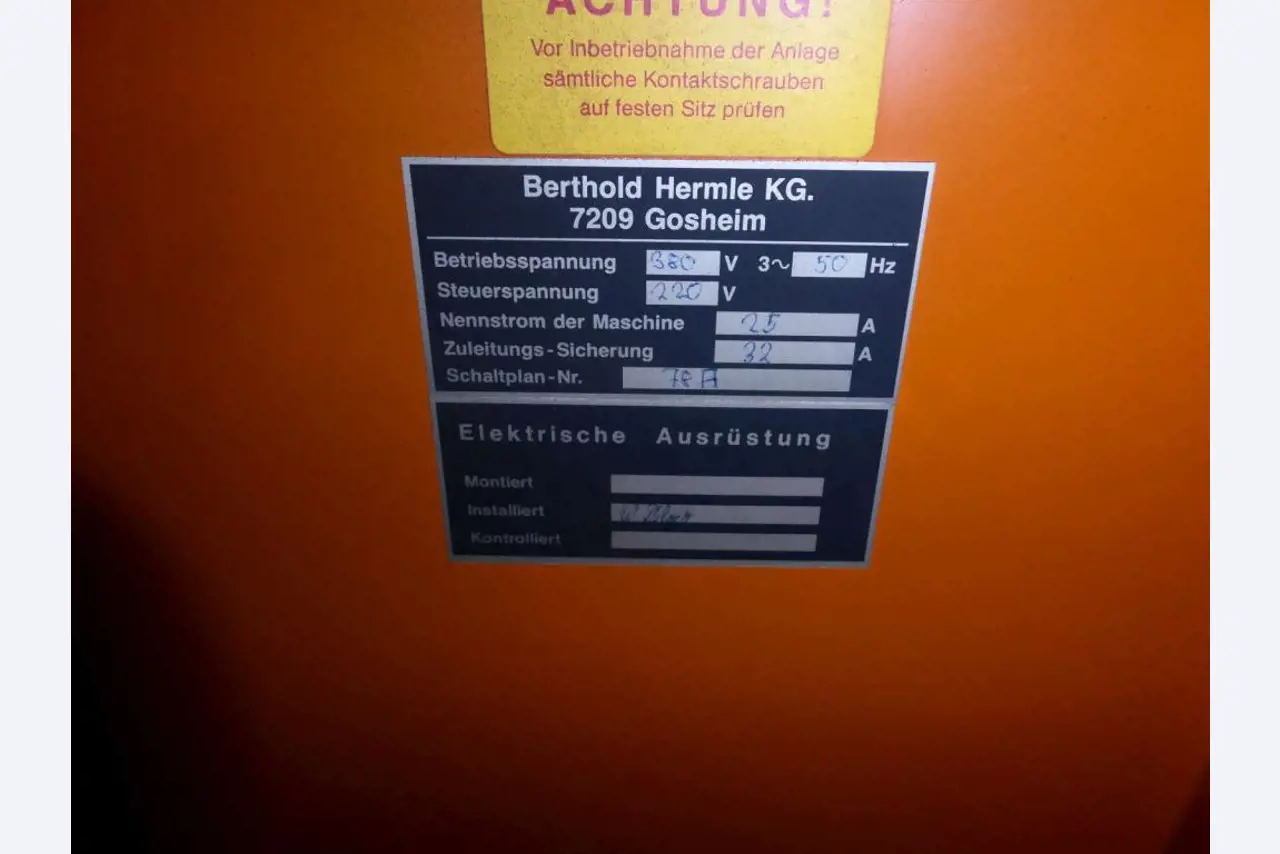 ACHTUNG!
Vor Inbetriebnahme der Anlage
sämtliche Kontaktschrauben
auf festen Sitz prüfen
Berthold Hermle KG.
7209 Gosheim
Betriebsspannung 380 V 3~ 50 Hz
Steuerspannung 220 V
Nennstrom der Maschine 25 A
Zuleitungs-Sicherung 32 A
Schaltplan-Nr. 78 A
Elektrische Ausrüstung
Montiert
Installiert
Kontrolliert